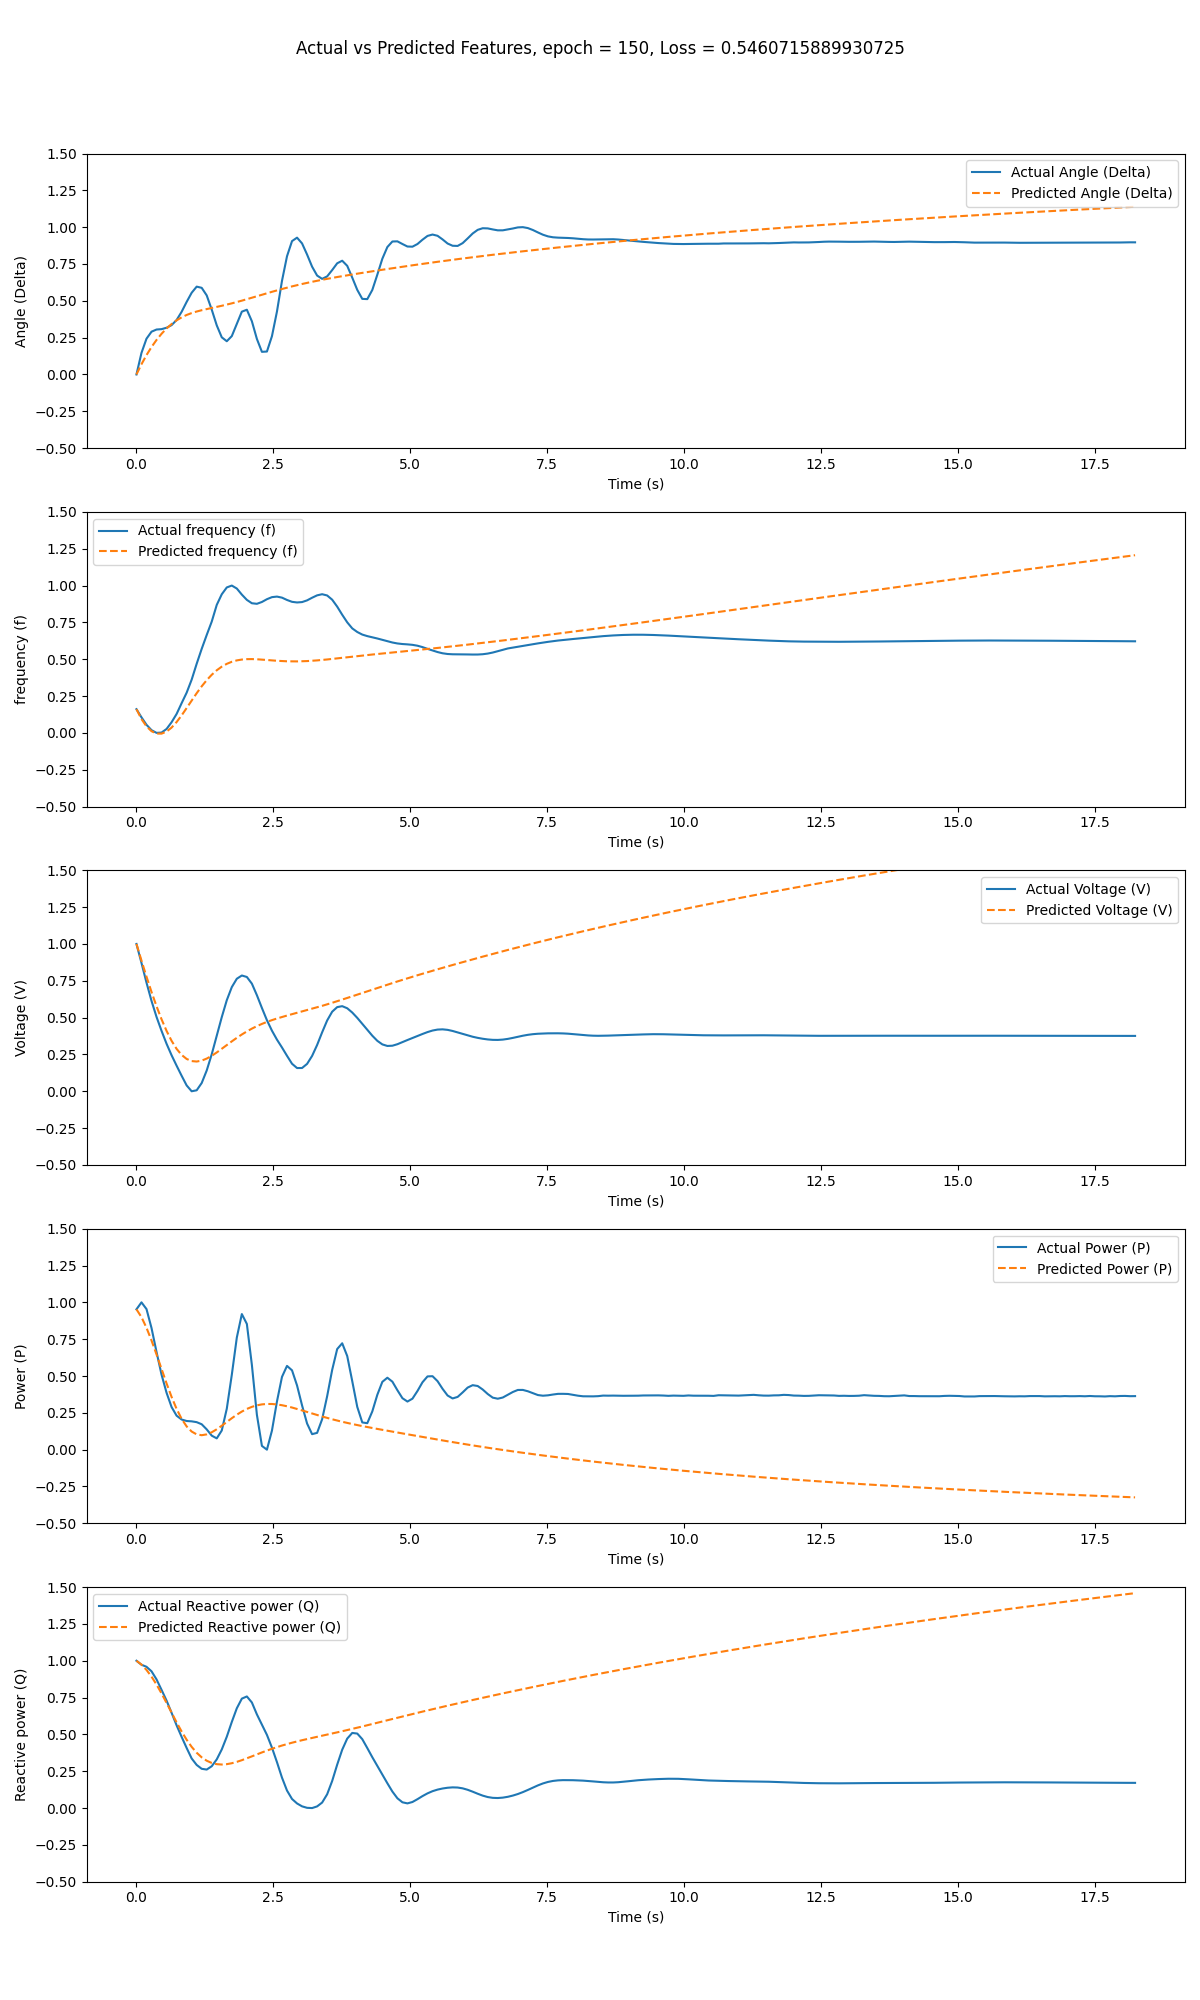 Actual vs Predicted Features, epoch = 150, Loss = 0.5460715889930725
1.50
1.25
1.00
0.75
0.50
0.25
0.00
−0.25
−0.50
Angle (Delta)
Actual Angle (Delta)
Predicted Angle (Delta)
0.0 2.5 5.0 7.5 10.0 12.5 15.0 17.5
Time (s)
1.50
1.25
1.00
0.75
0.50
0.25
0.00
−0.25
−0.50
frequency (f)
Actual frequency (f)
Predicted frequency (f)
0.0 2.5 5.0 7.5 10.0 12.5 15.0 17.5
Time (s)
1.50
1.25
1.00
0.75
0.50
0.25
0.00
−0.25
−0.50
Voltage (V)
Actual Voltage (V)
Predicted Voltage (V)
0.0 2.5 5.0 7.5 10.0 12.5 15.0 17.5
Time (s)
1.50
1.25
1.00
0.75
0.50
0.25
0.00
−0.25
−0.50
Power (P)
Actual Power (P)
Predicted Power (P)
0.0 2.5 5.0 7.5 10.0 12.5 15.0 17.5
Time (s)
1.50
1.25
1.00
0.75
0.50
0.25
0.00
−0.25
−0.50
Reactive power (Q)
Actual Reactive power (Q)
Predicted Reactive power (Q)
0.0 2.5 5.0 7.5 10.0 12.5 15.0 17.5
Time (s)